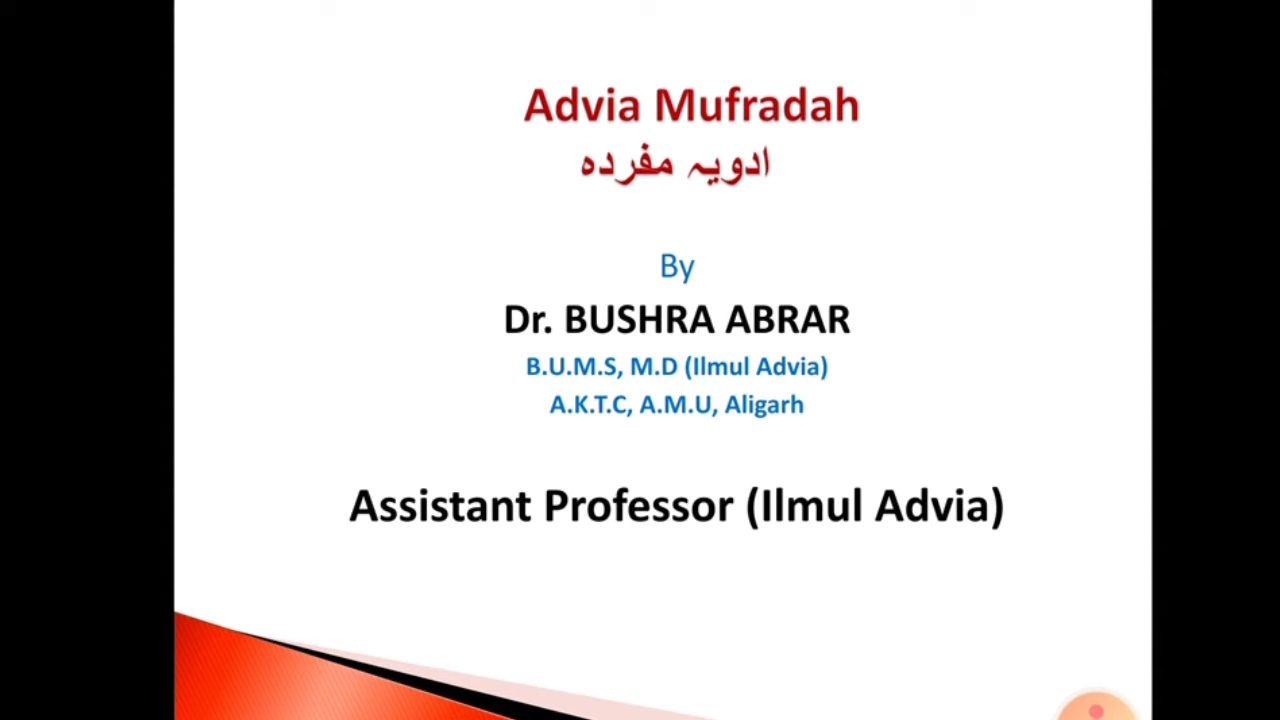 Advia Mufradah
ادویہ مفردہ
By
Dr. BUSHRA ABRAR
B.U.M.S, M.D (Ilmul Advia)
A.K.T.C, A.M.U, Aligarh
Assistant Professor (Ilmul Advia)